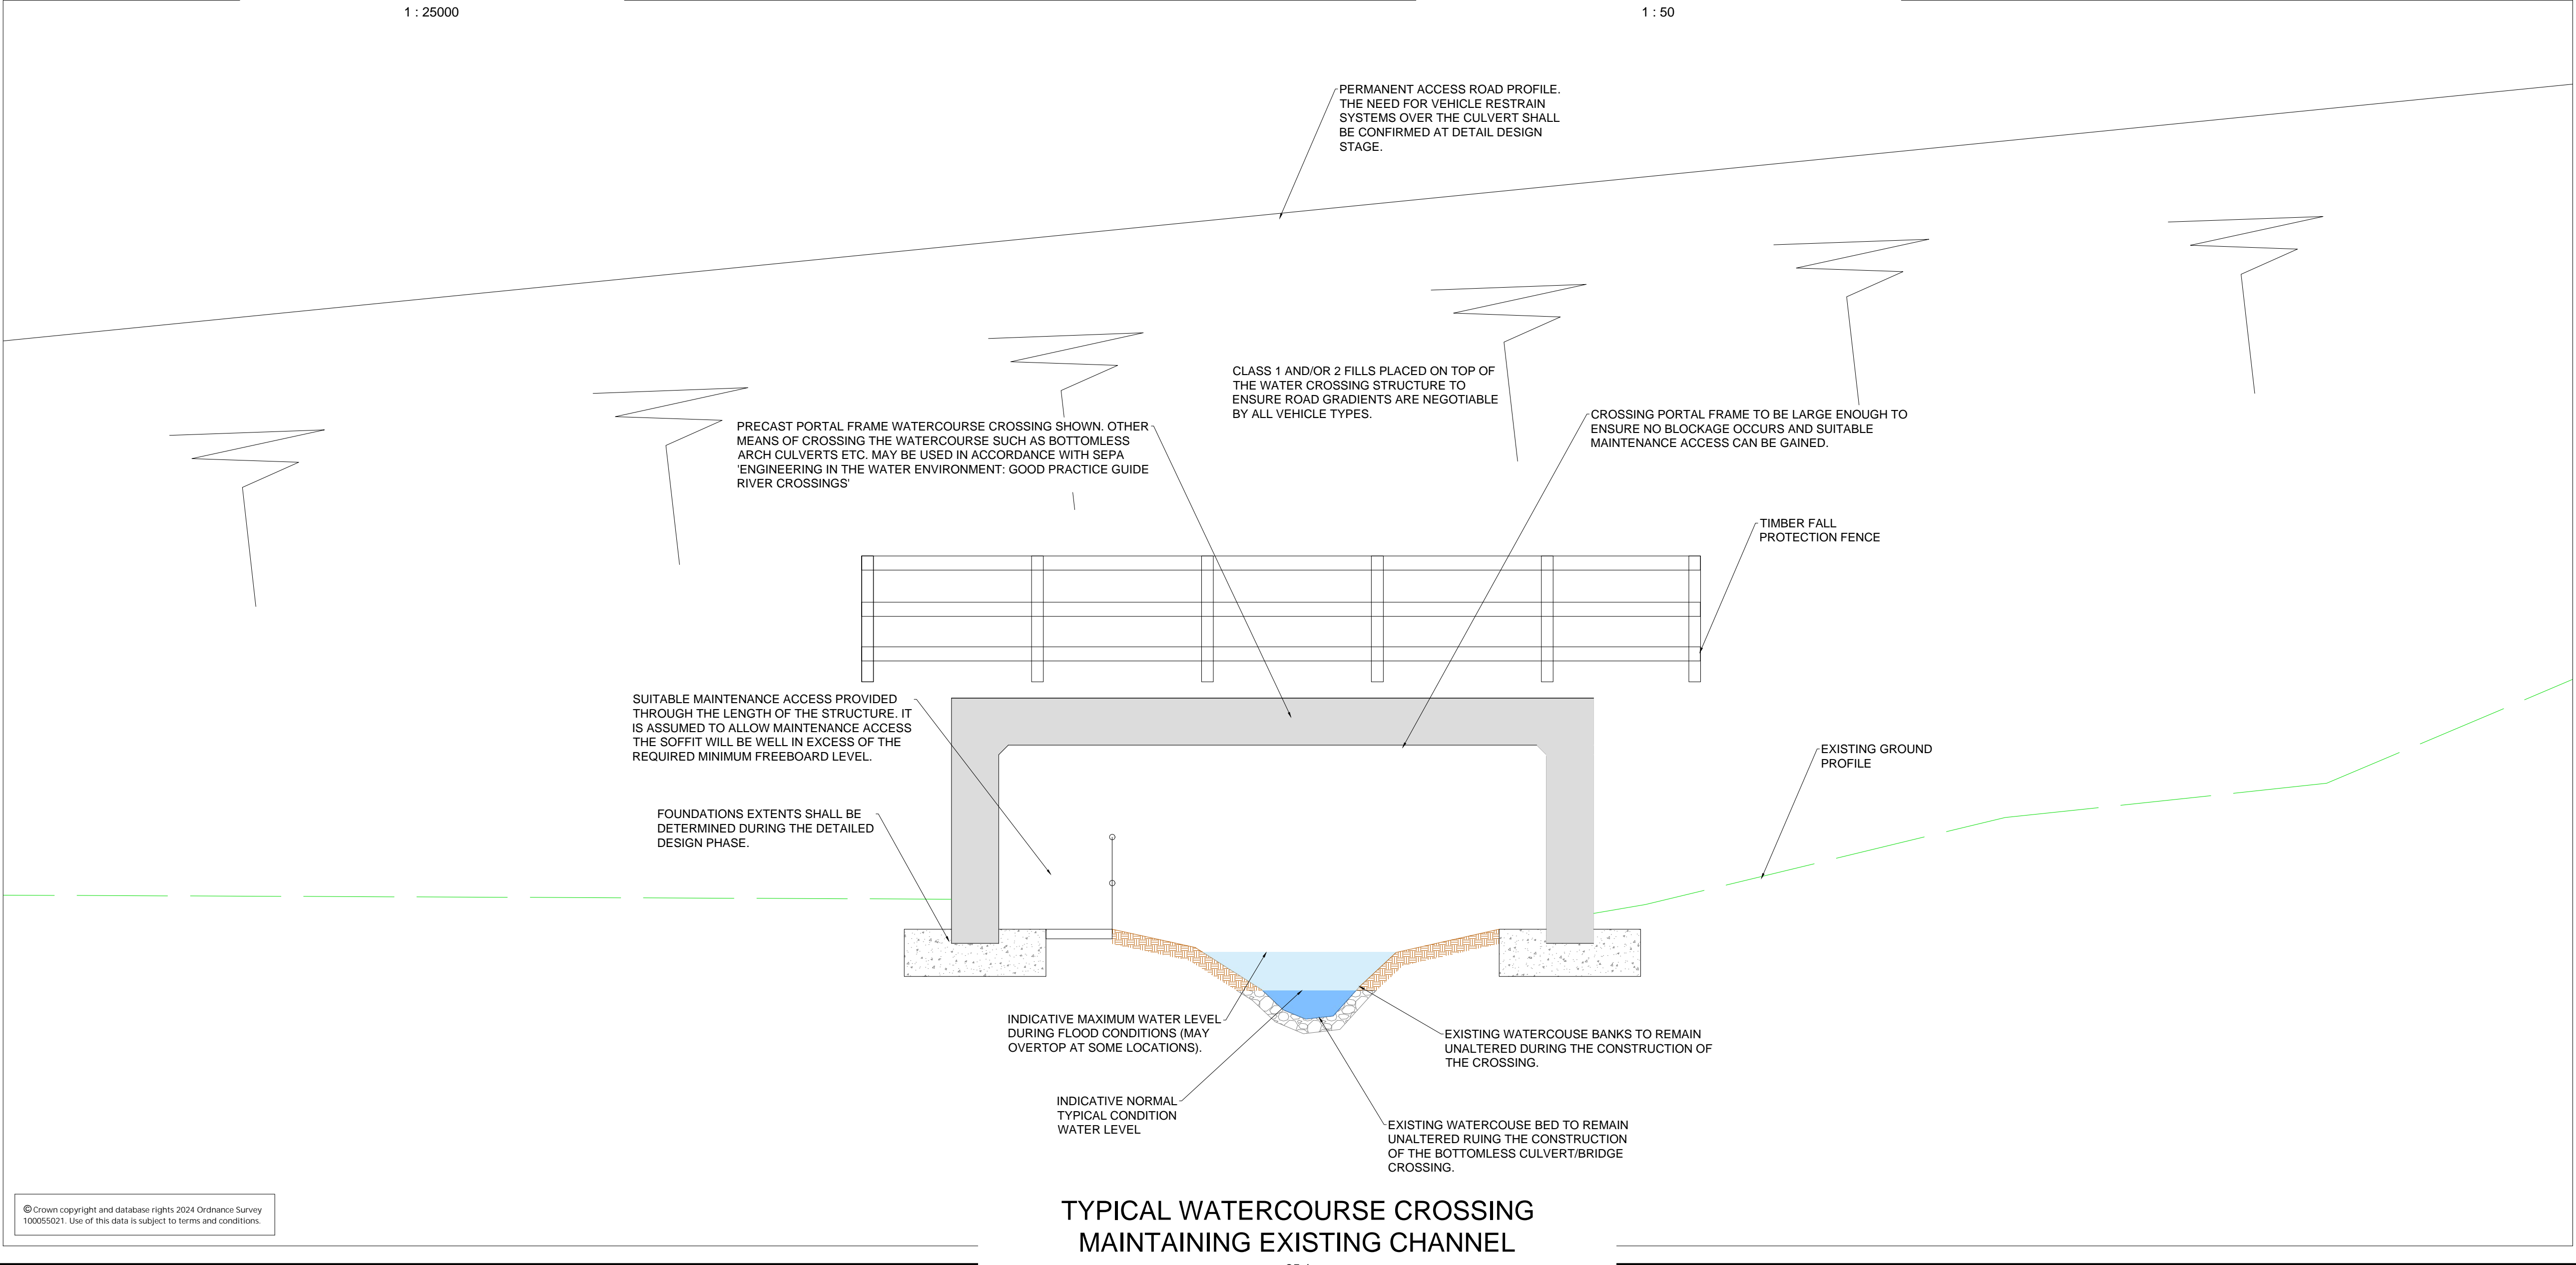 1 : 25000
1 : 50
PERMANENT ACCESS ROAD PROFILE.
THE NEED FOR VEHICLE RESTRAIN
SYSTEMS OVER THE CULVERT SHALL
BE CONFIRMED AT DETAIL DESIGN
STAGE.
CLASS 1 AND/OR 2 FILLS PLACED ON TOP OF
THE WATER CROSSING STRUCTURE TO
ENSURE ROAD GRADIENTS ARE NEGOTIABLE
BY ALL VEHICLE TYPES.
PRECAST PORTAL FRAME WATERCOURSE CROSSING SHOWN. OTHER
MEANS OF CROSSING THE WATERCOURSE SUCH AS BOTTOMLESS
ARCH CULVERTS ETC. MAY BE USED IN ACCORDANCE WITH SEPA
'ENGINEERING IN THE WATER ENVIRONMENT: GOOD PRACTICE GUIDE
RIVER CROSSINGS'
CROSSING PORTAL FRAME TO BE LARGE ENOUGH TO
ENSURE NO BLOCKAGE OCCURS AND SUITABLE
MAINTENANCE ACCESS CAN BE GAINED.
TIMBER FALL
PROTECTION FENCE
SUITABLE MAINTENANCE ACCESS PROVIDED
THROUGH THE LENGTH OF THE STRUCTURE. IT
IS ASSUMED TO ALLOW MAINTENANCE ACCESS
THE SOFFIT WILL BE WELL IN EXCESS OF THE
REQUIRED MINIMUM FREEBOARD LEVEL.
EXISTING GROUND
PROFILE
FOUNDATIONS EXTENTS SHALL BE
DETERMINED DURING THE DETAILED
DESIGN PHASE.
INDICATIVE MAXIMUM WATER LEVEL
DURING FLOOD CONDITIONS (MAY
OVERTOP AT SOME LOCATIONS).
EXISTING WATERCOUSE BANKS TO REMAIN
UNALTERED DURING THE CONSTRUCTION OF
THE CROSSING.
INDICATIVE NORMAL
TYPICAL CONDITION
WATER LEVEL
EXISTING WATERCOUSE BED TO REMAIN
UNALTERED RUING THE CONSTRUCTION
OF THE BOTTOMLESS CULVERT/BRIDGE
CROSSING.
© Crown copyright and database rights 2024 Ordnance Survey
100055021. Use of this data is subject to terms and conditions.
TYPICAL WATERCOURSE CROSSING
MAINTAINING EXISTING CHANNEL